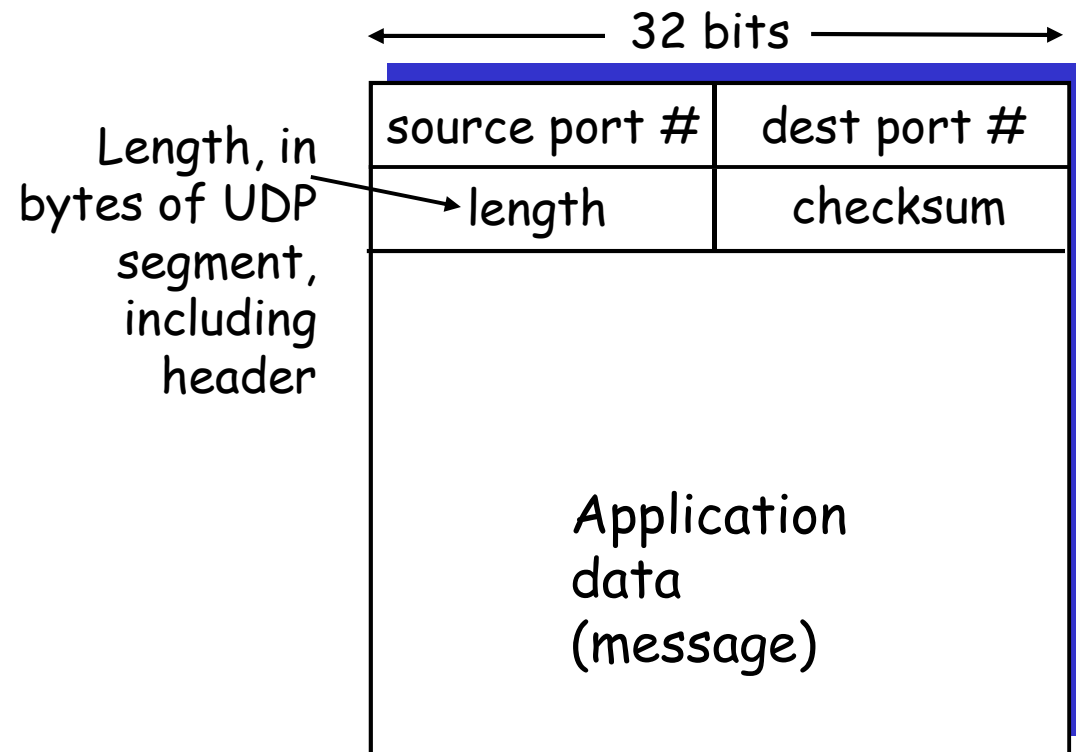 32 bits
source port #
dest port #
Length, in
bytes of UDP
segment,
including
header
length
checksum
Application
data
(message)